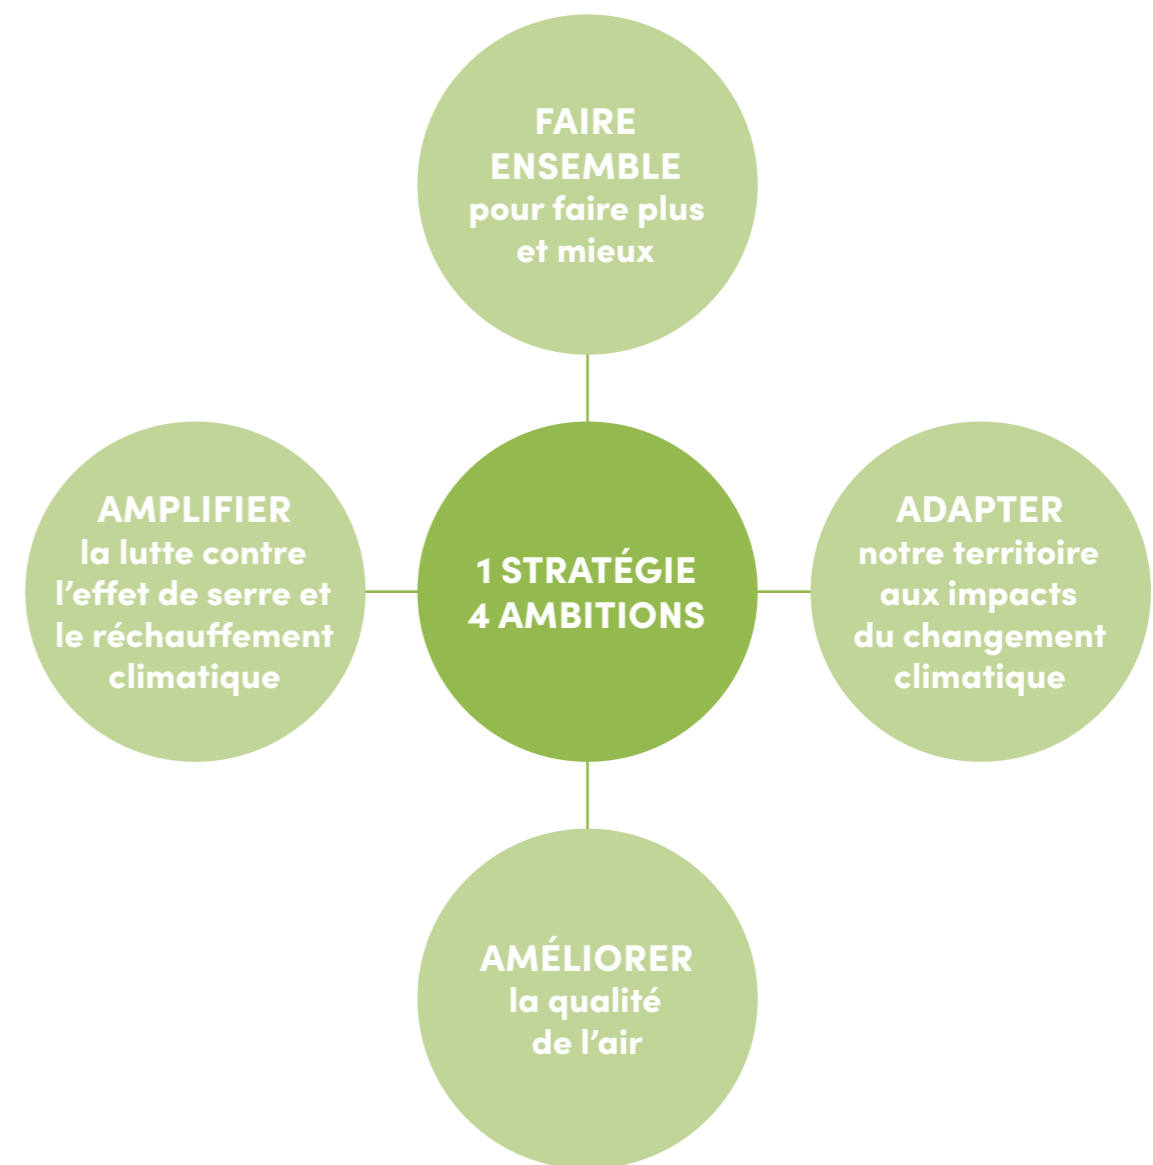 FAIRE
ENSEMBLE
pour faire plus
et mieux
AMPLIFIER
la lutte contre
l’effet de serre et
le réchauffement
climatique
1 STRATÉGIE
4 AMBITIONS
ADAPTER
notre territoire
aux impacts
du changement
climatique
AMÉLIORER
la qualité
de l’air